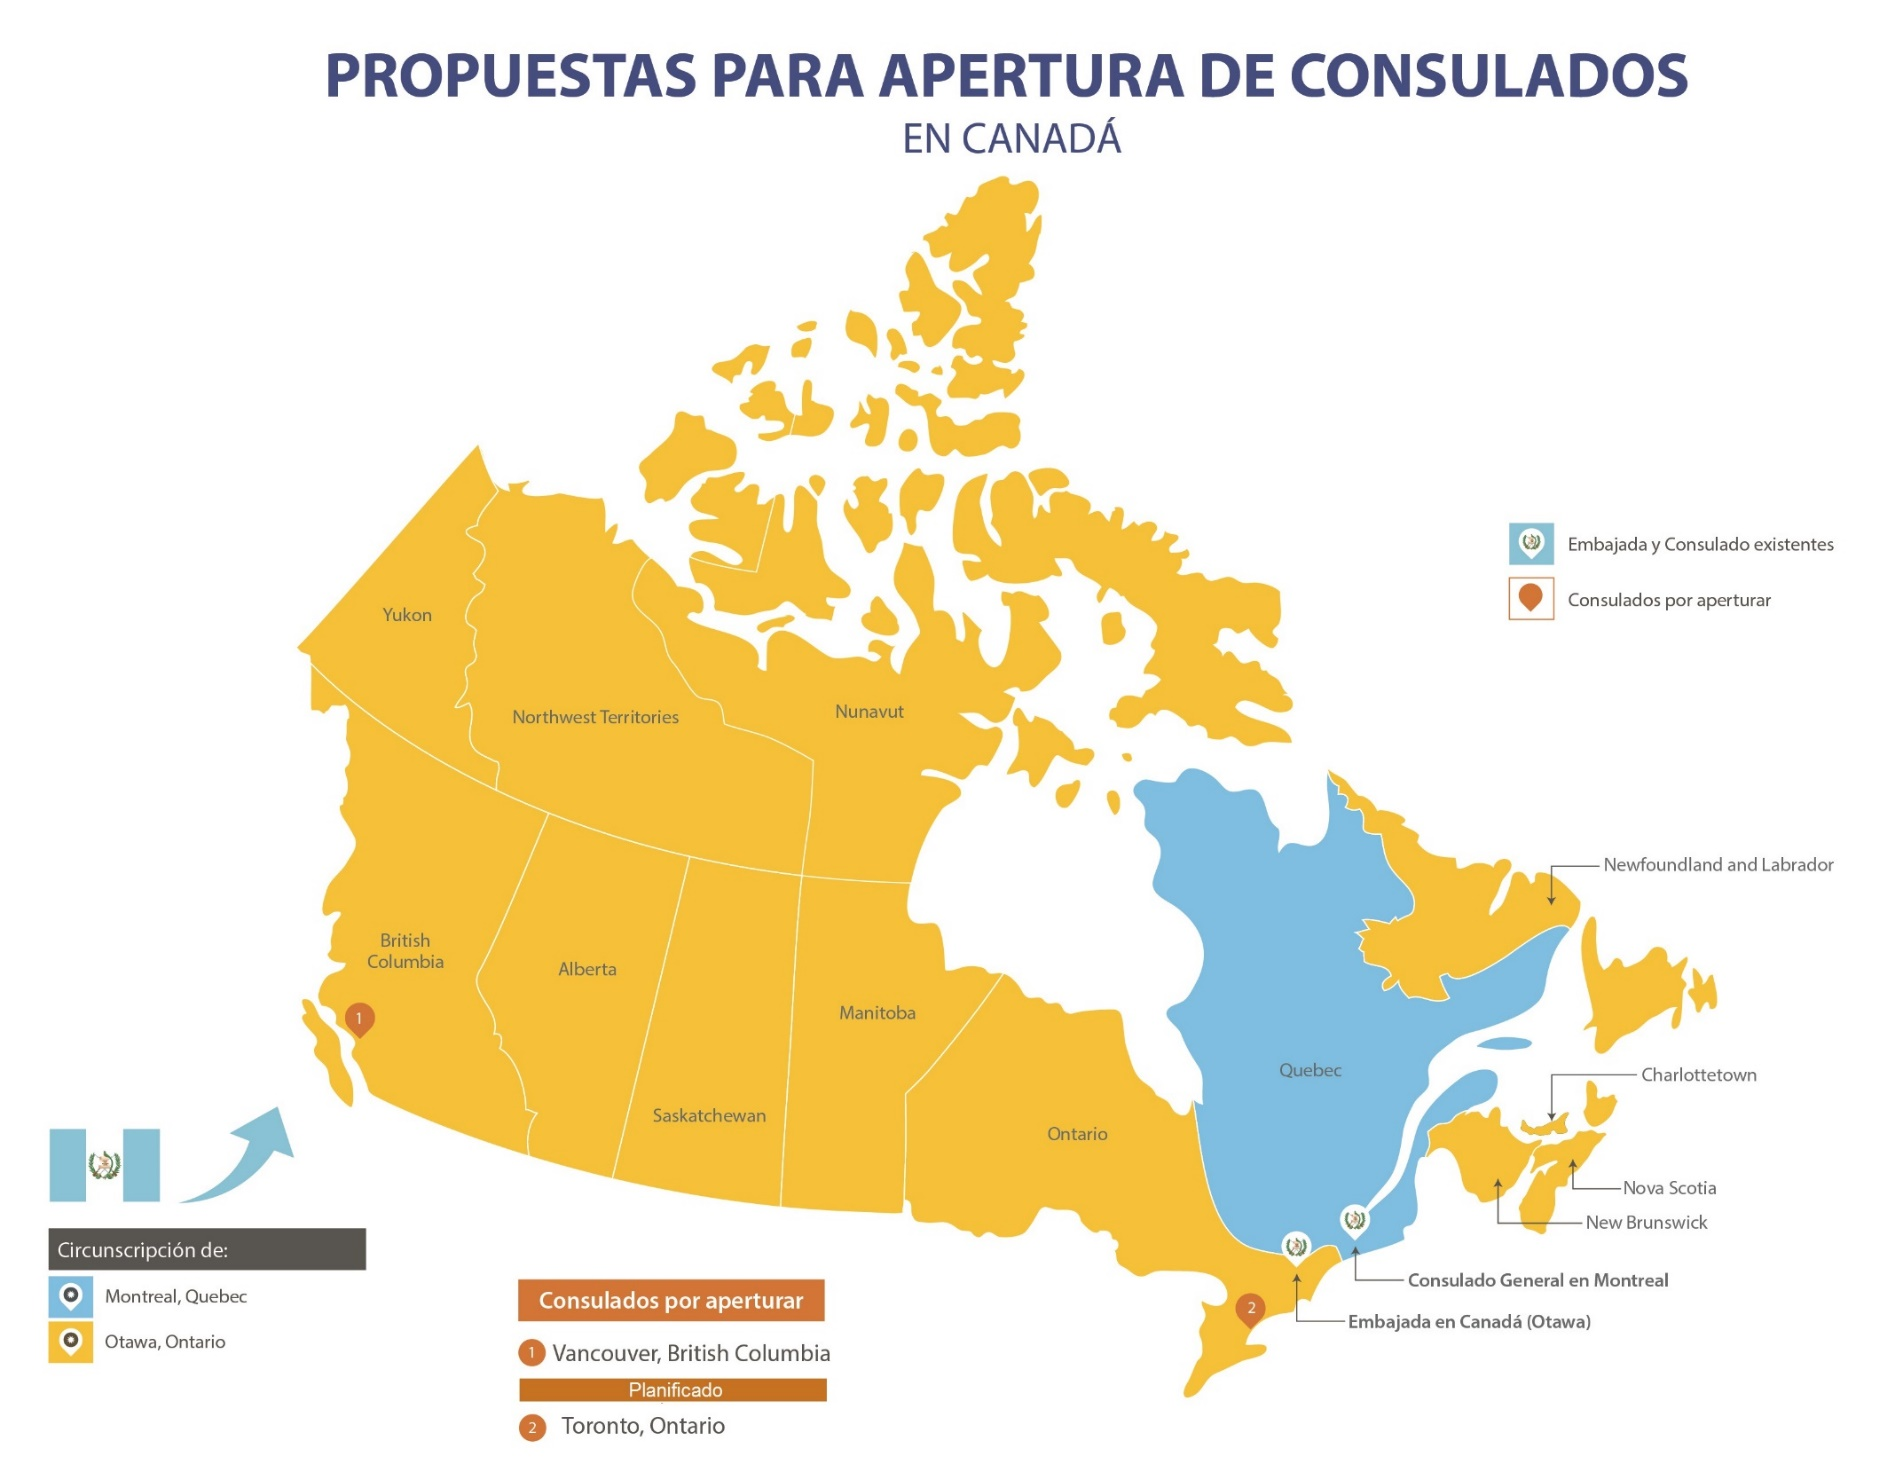 PROPUESTAS PARA APERTURA DE CONSULADOS
EN CANADÁ
Embajada y Consulado existentes
Consulados por aperturar
Yukon
Northwest Territories
Nunavut
Newfoundland and Labrador
British
Columbia
Alberta
Manitoba
1
Quebec
Charlottetown
Saskatchewan
Ontario
Nova Scotia
New Brunswick
Circunscripción de:
Montreal, Quebec
Otawa, Ontario
Consulado General en Montreal
2
Embajada en Canadá (Otawa)
Consulados por aperturar
1 Vancouver, British Columbia
Planificado
2 Toronto, Ontario